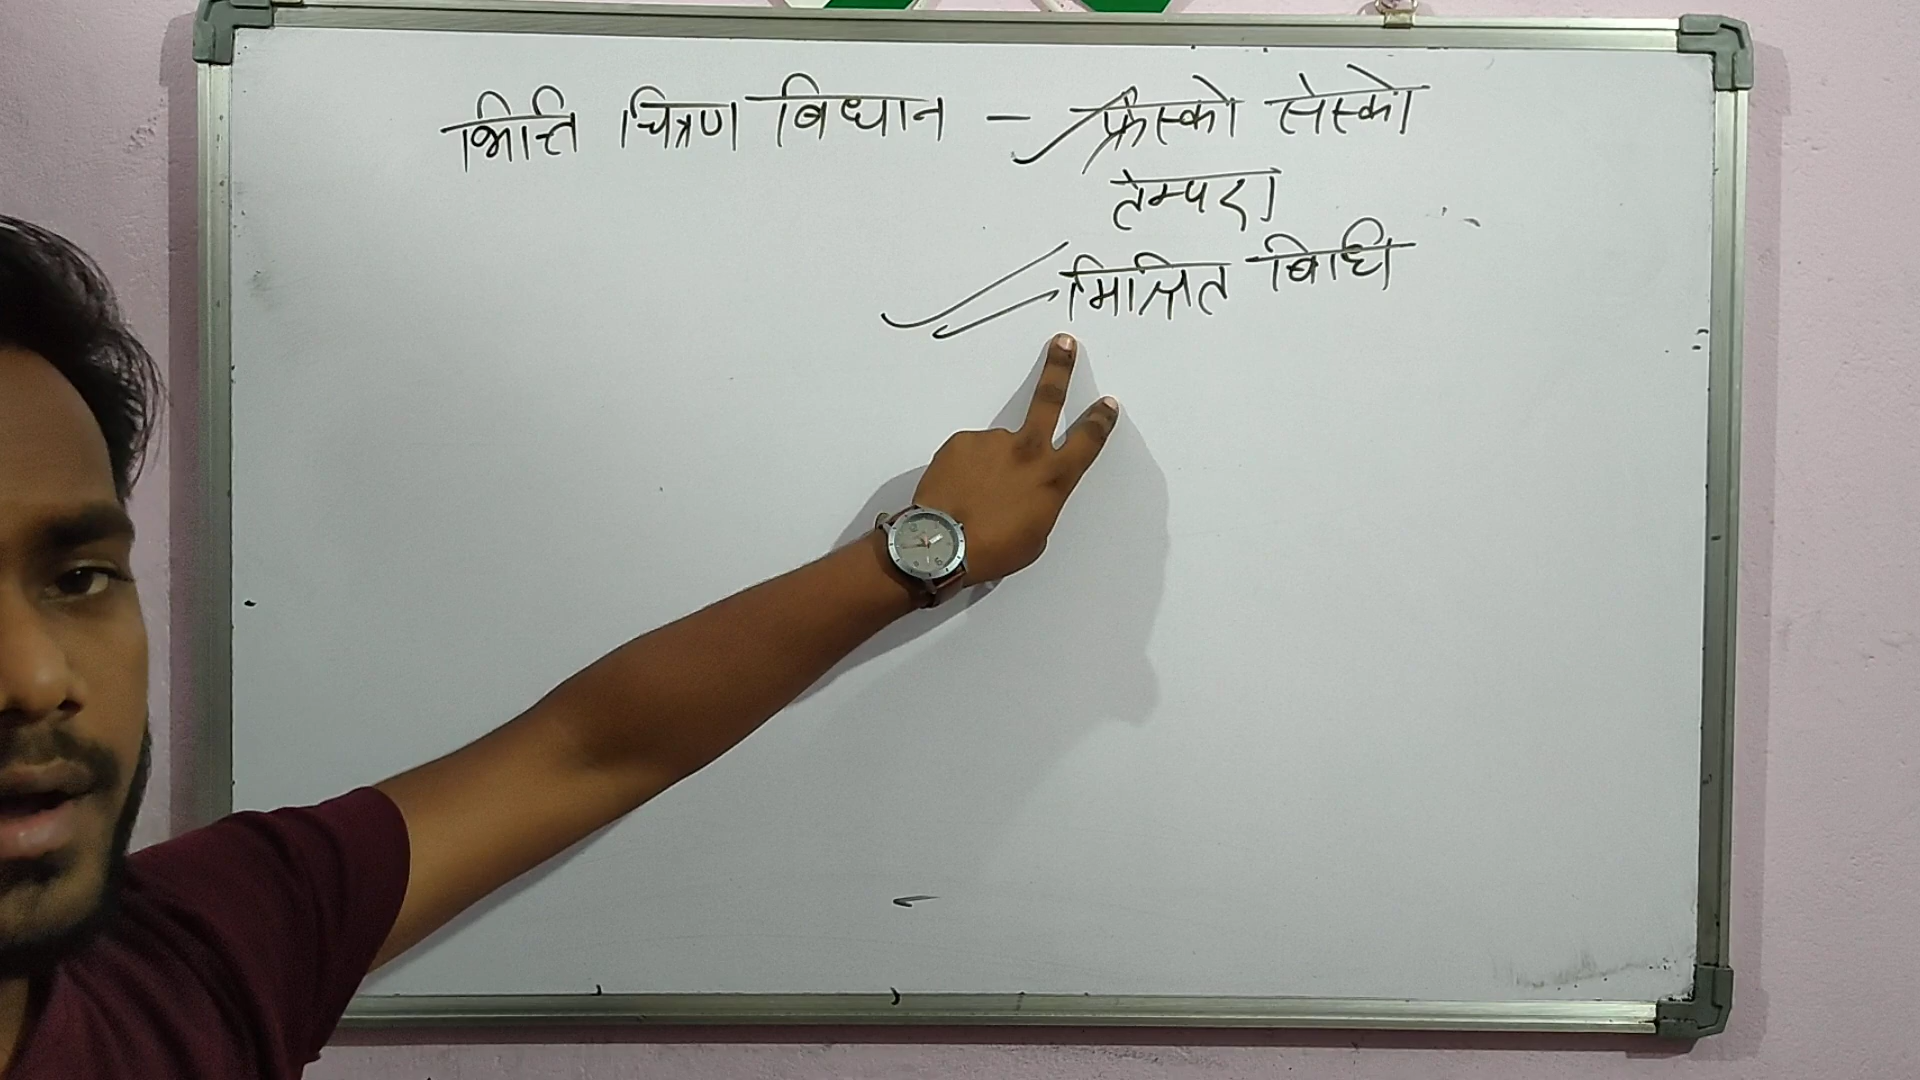 भित्ति चित्रण बिधान - फ्रेस्को सेस्को
तेम्परा
मिश्रित बिधि